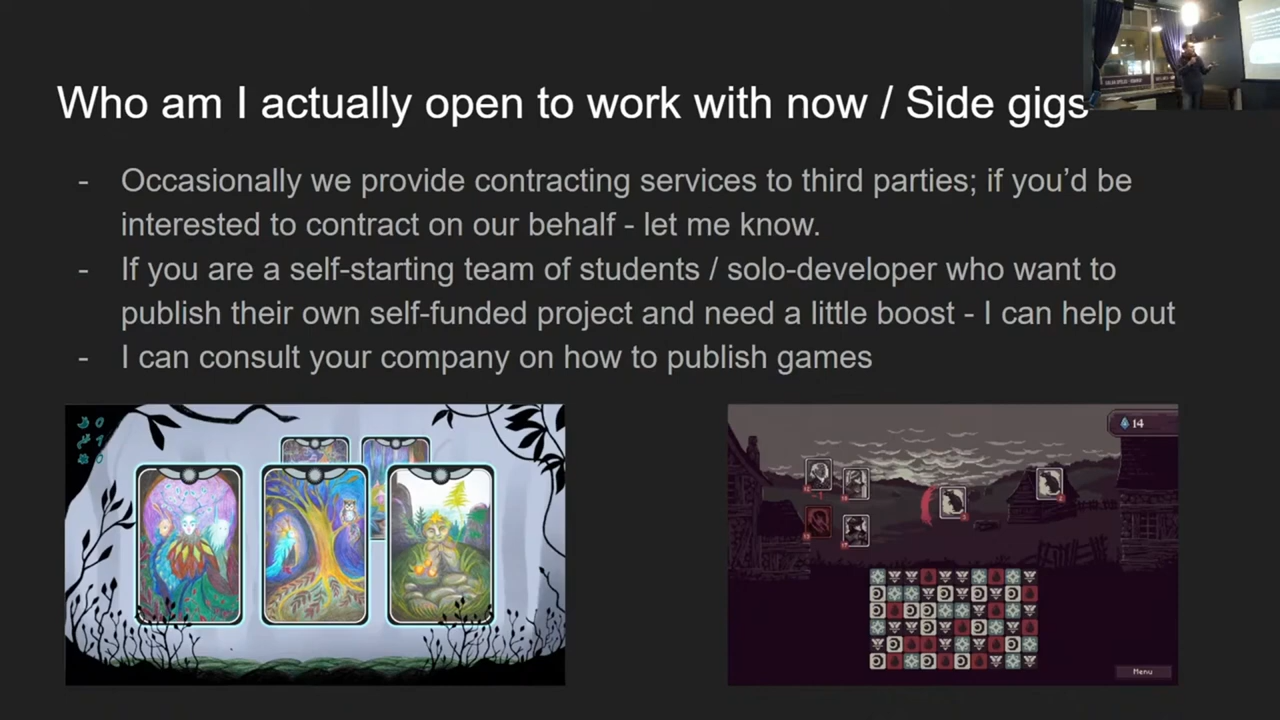 Who am I actually open to work with now / Side gigs
- Occasionally we provide contracting services to third parties; if you’d be
interested to contract on our behalf - let me know.
- If you are a self-starting team of students / solo-developer who want to
publish their own self-funded project and need a little boost - I can help out
- I can consult your company on how to publish games
0
1
0
14
Menu